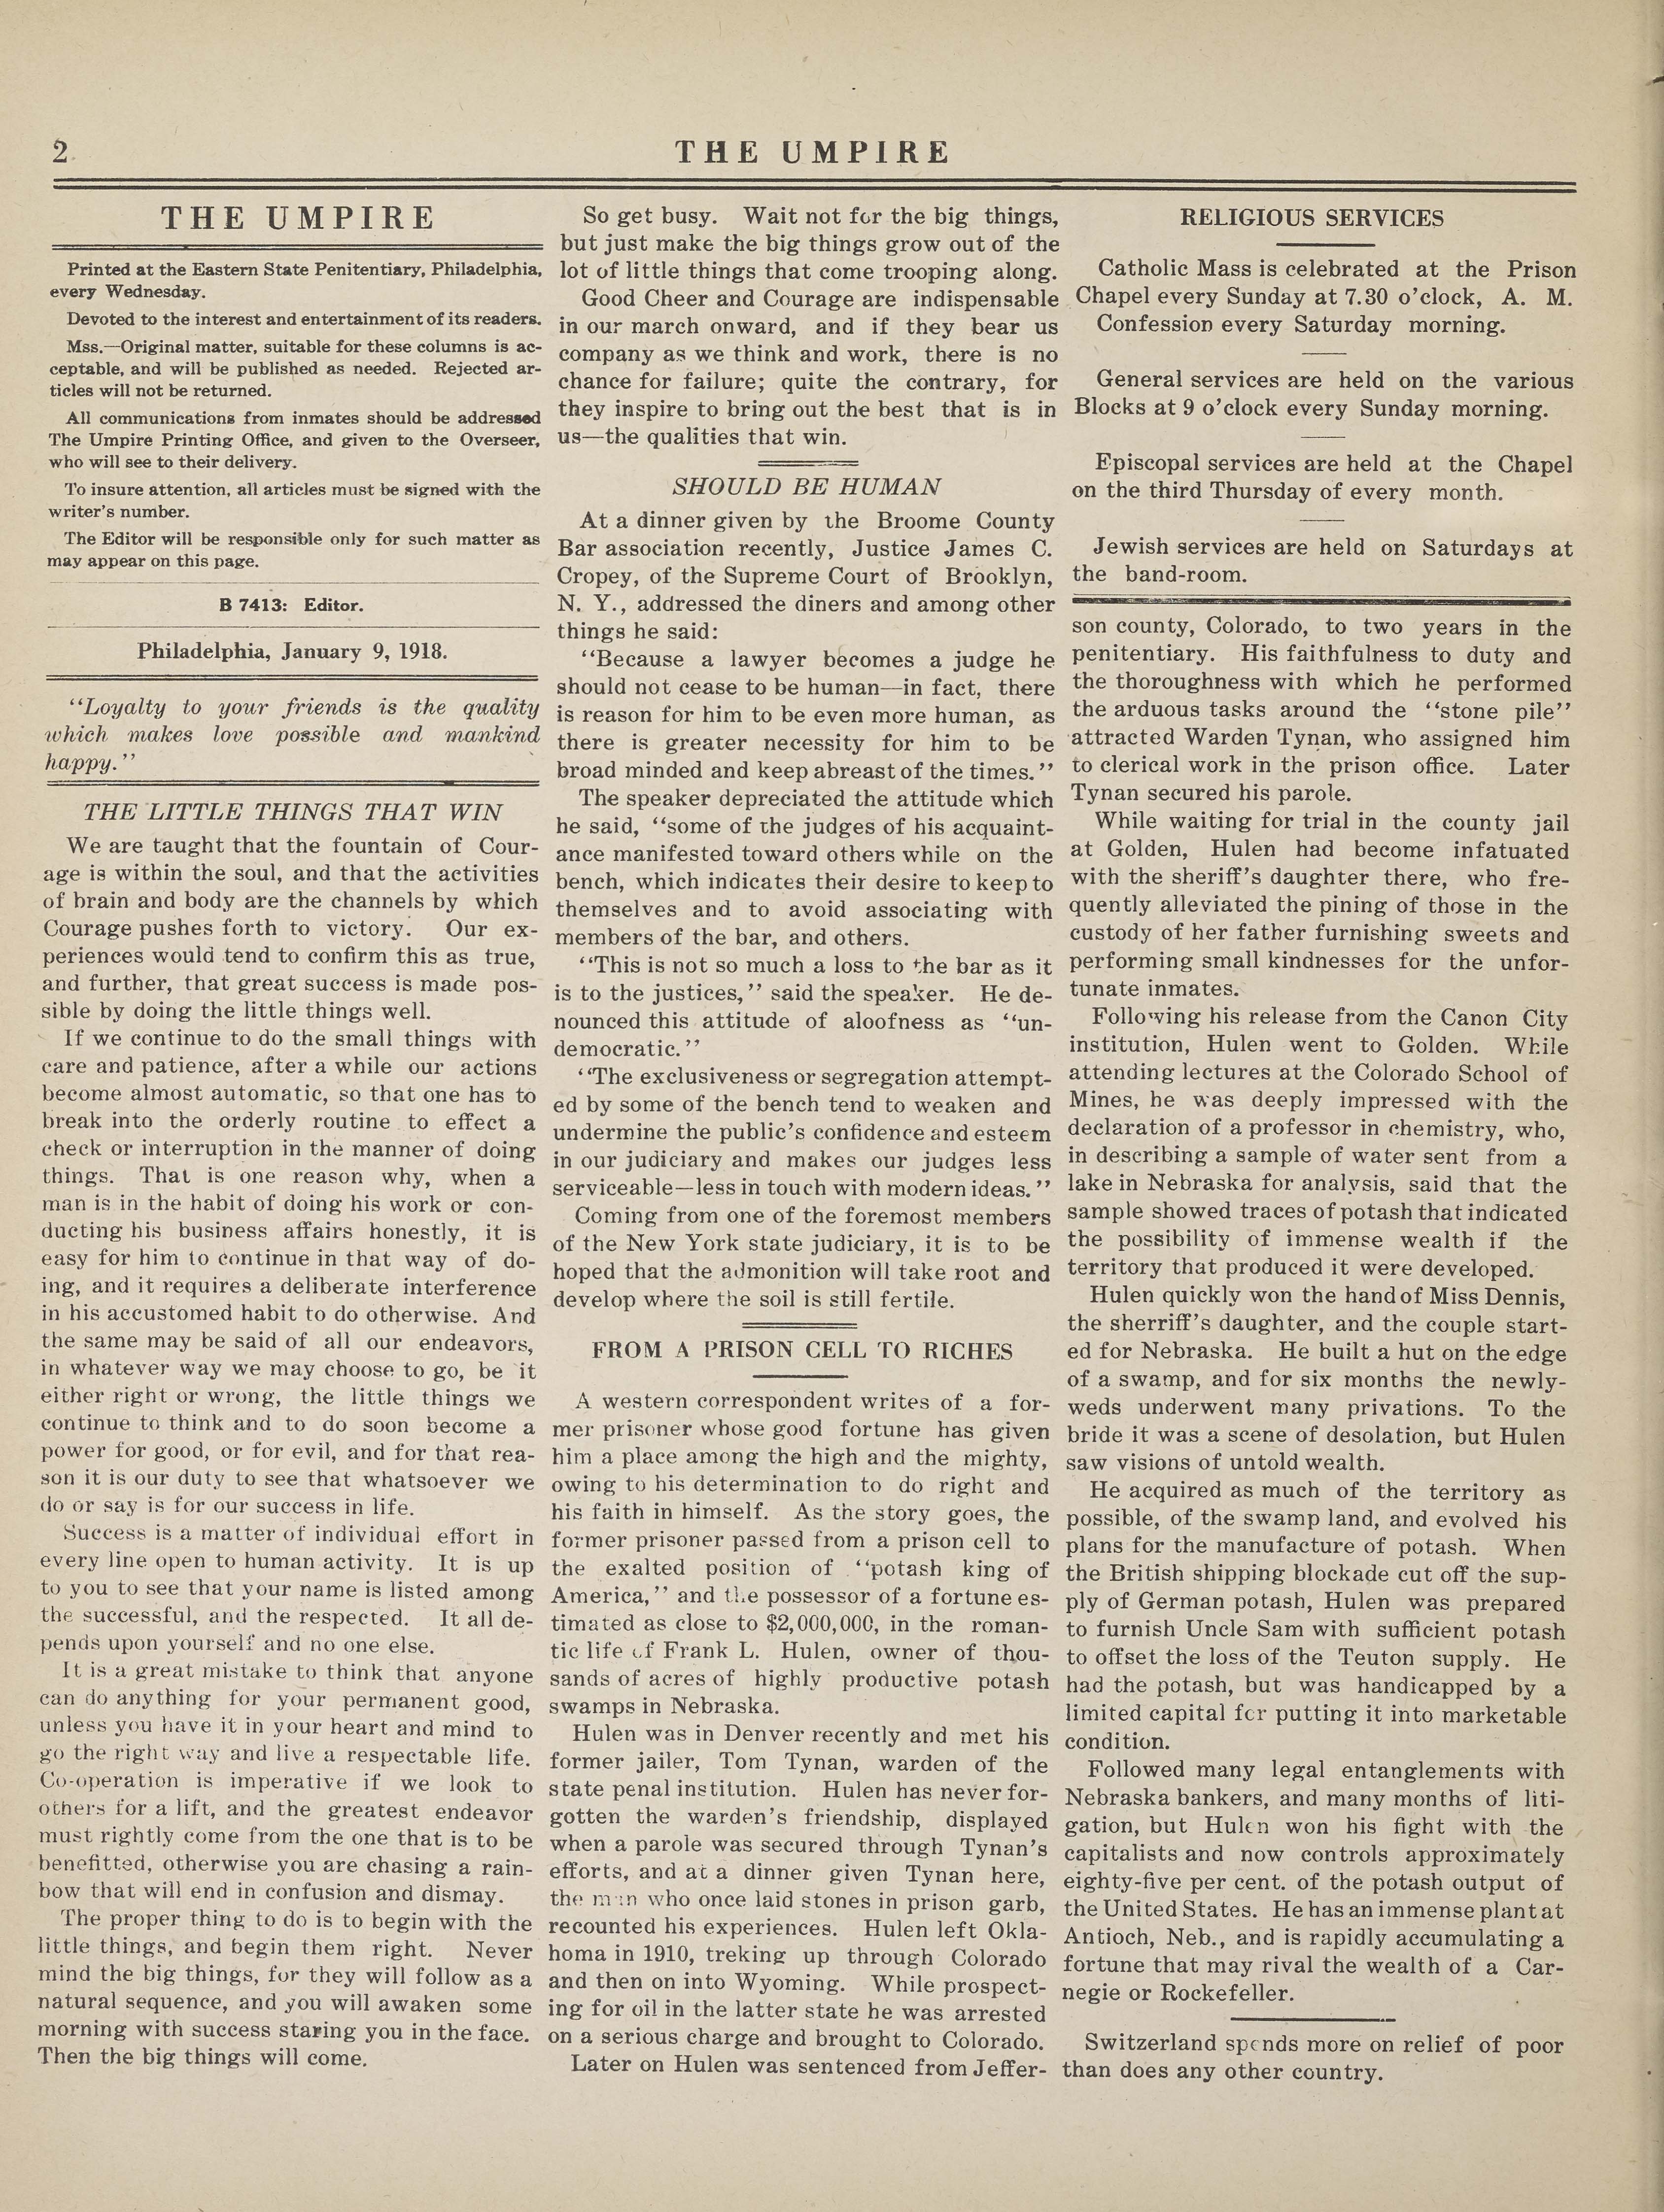 2
THE UMPIRE
THE UMPIRE
Printed at the Eastern State Penitentiary, Philadelphia,
every Wednesday.
Devoted to the interest and entertainment of its readers.
Mss.—Original matter, suitable for these columns is ac-
ceptable, and will be published as needed. Rejected ar-
ticles will not be returned.
All communications from inmates should be addressed
The Umpire Printing Office, and given to the Overseer,
who will see to their delivery.
To insure attention, all articles must be signed with the
writer's number.
The Editor will be responsible only for such matter as
may appear on this page.
B 7413: Editor.
Philadelphia, January 9, 1918.
"Loyalty to your friends is the quality
which makes love possible and mankind
happy."
THE LITTLE THINGS THAT WIN
We are taught that the fountain of Cour-
age is within the soul, and that the activities
of brain and body are the channels by which
Courage pushes forth to victory. Our ex-
periences would tend to confirm this as true,
and further, that great success is made pos-
sible by doing the little things well.
If we continue to do the small things with
care and patience, after a while our actions
become almost automatic, so that one has to
break into the orderly routine to effect a
check or interruption in the manner of doing
things. That is one reason why, when a
man is in the habit of doing his work or con-
ducting his business affairs honestly, it is
easy for him to continue in that way of do-
ing, and it requires a deliberate interference
in his accustomed habit to do otherwise. And
the same may be said of all our endeavors,
in whatever way we may choose to go, be it
either right or wrong, the little things we
continue to think and to do soon become a
power for good, or for evil, and for that rea-
son it is our duty to see that whatsoever we
do or say is for our success in life.
Success is a matter of individual effort in
every line open to human activity. It is up
to you to see that your name is listed among
the successful, and the respected. It all de-
pends upon yourself and no one else.
It is a great mistake to think that anyone
can do anything for your permanent good,
unless you have it in your heart and mind to
go the right way and live a respectable life.
Co-operation is imperative if we look to
others for a lift, and the greatest endeavor
must rightly come from the one that is to be
benefitted, otherwise you are chasing a rain-
bow that will end in confusion and dismay.
The proper thing to do is to begin with the
little things, and begin them right. Never
mind the big things, for they will follow as a
natural sequence, and you will awaken some
morning with success staring you in the face.
Then the big things will come.
So get busy. Wait not for the big things,
but just make the big things grow out of the
lot of little things that come trooping along.
Good Cheer and Courage are indispensable
in our march onward, and if they bear us
company as we think and work, there is no
chance for failure; quite the contrary, for
they inspire to bring out the best that is in
us—the qualities that win.
SHOULD BE HUMAN
At a dinner given by the Broome County
Bar association recently, Justice James C.
Cropey, of the Supreme Court of Brooklyn,
N. Y., addressed the diners and among other
things he said:
"Because a lawyer becomes a judge he
should not cease to be human—in fact, there
is reason for him to be even more human, as
there is greater necessity for him to be
broad minded and keep abreast of the times."
The speaker depreciated the attitude which
he said, "some of the judges of his acquaint-
ance manifested toward others while on the
bench, which indicates their desire to keep to
themselves and to avoid associating with
members of the bar, and others.
"This is not so much a loss to the bar as it
is to the justices," said the speaker. He de-
nounced this attitude of aloofness as "un-
democratic."
"The exclusiveness or segregation attempt-
ed by some of the bench tend to weaken and
undermine the public's confidence and esteem
in our judiciary and makes our judges less
serviceable—less in touch with modern ideas."
Coming from one of the foremost members
of the New York state judiciary, it is to be
hoped that the admonition will take root and
develop where the soil is still fertile.
FROM A PRISON CELL TO RICHES
A western correspondent writes of a for-
mer prisoner whose good fortune has given
him a place among the high and the mighty,
owing to his determination to do right and
his faith in himself. As the story goes, the
former prisoner passed from a prison cell to
the exalted position of "potash king of
America," and the possessor of a fortune es-
timated as close to $2,000,000, in the roman-
tic life of Frank L. Hulen, owner of thou-
sands of acres of highly productive potash
swamps in Nebraska.
Hulen was in Denver recently and met his
former jailer, Tom Tynan, warden of the
state penal institution. Hulen has never for-
gotten the warden's friendship, displayed
when a parole was secured through Tynan's
efforts, and at a dinner given Tynan here,
the man who once laid stones in prison garb,
recounted his experiences. Hulen left Okla-
homa in 1910, treking up through Colorado
and then on into Wyoming. While prospect-
ing for oil in the latter state he was arrested
on a serious charge and brought to Colorado.
Later on Hulen was sentenced from Jeffer-
RELIGIOUS SERVICES
Catholic Mass is celebrated at the Prison
Chapel every Sunday at 7.30 o'clock, A. M.
Confession every Saturday morning.
General services are held on the various
Blocks at 9 o'clock every Sunday morning.
Episcopal services are held at the Chapel
on the third Thursday of every month.
Jewish services are held on Saturdays at
the band-room.
son county, Colorado, to two years in the
penitentiary. His faithfulness to duty and
the thoroughness with which he performed
the arduous tasks around the "stone pile"
attracted Warden Tynan, who assigned him
to clerical work in the prison office. Later
Tynan secured his parole.
While waiting for trial in the county jail
at Golden, Hulen had become infatuated
with the sheriff's daughter there, who fre-
quently alleviated the pining of those in the
custody of her father furnishing sweets and
performing small kindnesses for the unfor-
tunate inmates.
Following his release from the Canon City
institution, Hulen went to Golden. While
attending lectures at the Colorado School of
Mines, he was deeply impressed with the
declaration of a professor in chemistry, who,
in describing a sample of water sent from a
lake in Nebraska for analysis, said that the
sample showed traces of potash that indicated
the possibility of immense wealth if the
territory that produced it were developed.
Hulen quickly won the hand of Miss Dennis,
the sherriff's daughter, and the couple start-
ed for Nebraska. He built a hut on the edge
of a swamp, and for six months the newly-
weds underwent many privations. To the
bride it was a scene of desolation, but Hulen
saw visions of untold wealth.
He acquired as much of the territory as
possible, of the swamp land, and evolved his
plans for the manufacture of potash. When
the British shipping blockade cut off the sup-
ply of German potash, Hulen was prepared
to furnish Uncle Sam with sufficient potash
to offset the loss of the Teuton supply. He
had the potash, but was handicapped by a
limited capital for putting it into marketable
condition.
Followed many legal entanglements with
Nebraska bankers, and many months of liti-
gation, but Hulen won his fight with the
capitalists and now controls approximately
eighty-five per cent. of the potash output of
the United States. He has an immense plant at
Antioch, Neb., and is rapidly accumulating a
fortune that may rival the wealth of a Car-
negie or Rockefeller.
Switzerland spends more on relief of poor
than does any other country.